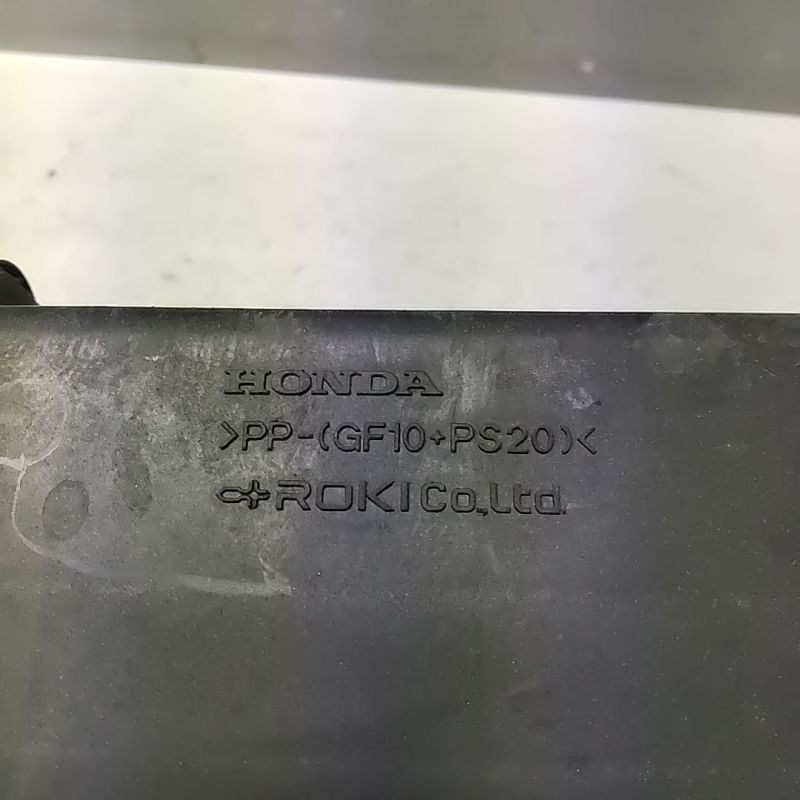 HONDA
>PP-(GF10+PS20)<
ROKI Co.,Ltd.